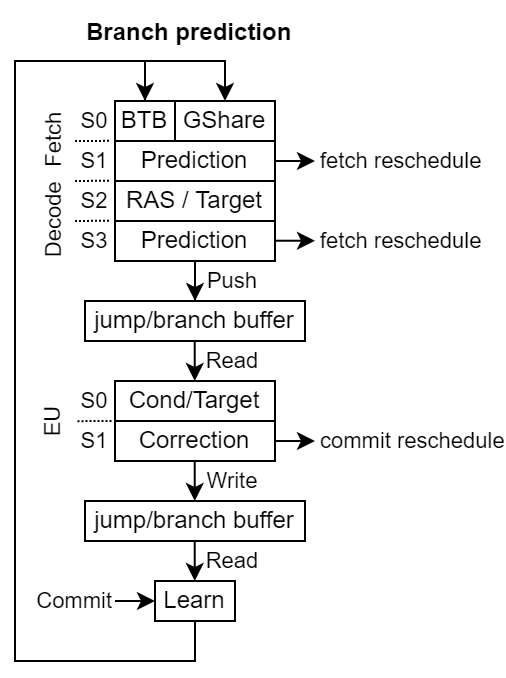 Branch prediction
Fetch
S0 BTB GShare
S1 Prediction fetch reschedule
Decode
S2 RAS / Target
S3 Prediction fetch reschedule
Push
jump/branch buffer
Read
EU
S0 Cond/Target
S1 Correction commit reschedule
Write
jump/branch buffer
Read
Commit Learn